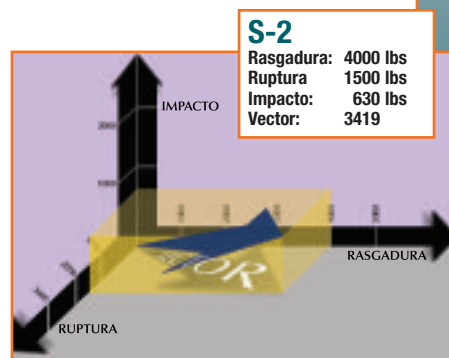 S-2
Rasgadura: 4000 lbs
Ruptura 1500 lbs
Impacto: 630 lbs
Vector: 3419
IMPACTO
RASGADURA
RUPTURA